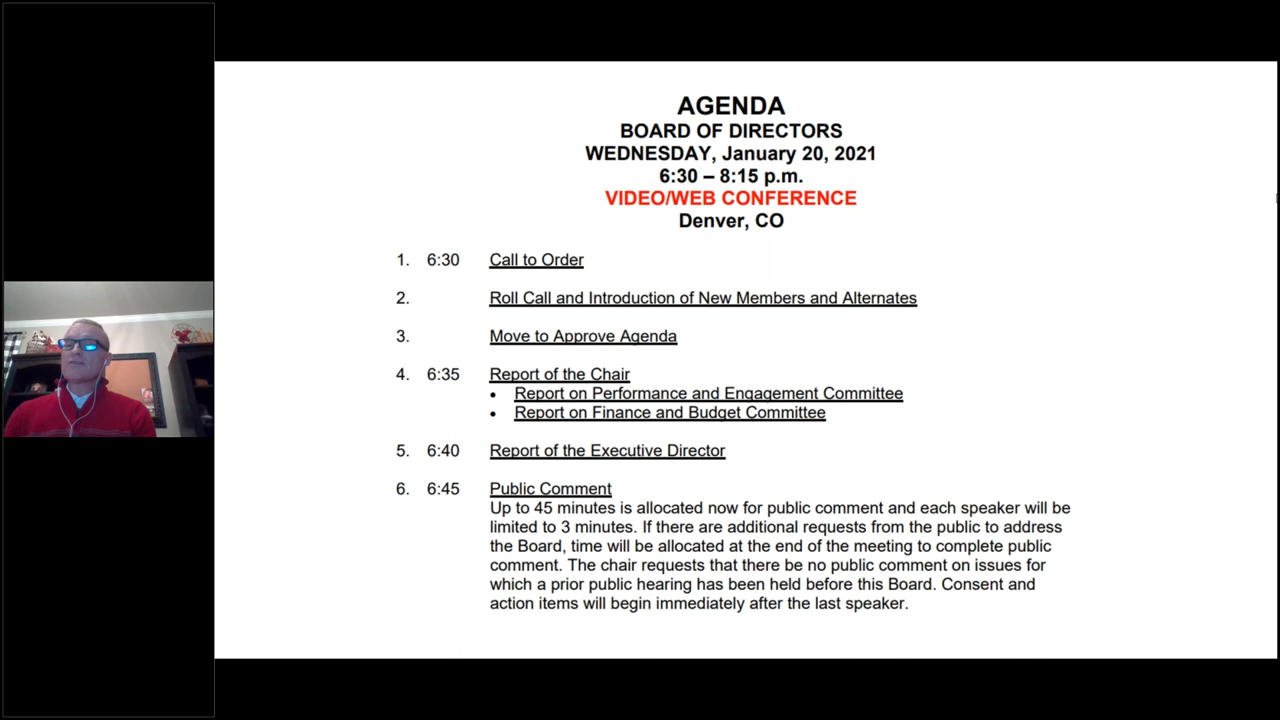 AGENDA
BOARD OF DIRECTORS
WEDNESDAY, January 20, 2021
6:30 – 8:15 p.m.
VIDEO/WEB CONFERENCE
Denver, CO
1. 6:30 Call to Order
2. Roll Call and Introduction of New Members and Alternates
3. Move to Approve Agenda
4. 6:35 Report of the Chair
• Report on Performance and Engagement Committee
• Report on Finance and Budget Committee
5. 6:40 Report of the Executive Director
6. 6:45 Public Comment
Up to 45 minutes is allocated now for public comment and each speaker will be
limited to 3 minutes. If there are additional requests from the public to address
the Board, time will be allocated at the end of the meeting to complete public
comment. The chair requests that there be no public comment on issues for
which a prior public hearing has been held before this Board. Consent and
action items will begin immediately after the last speaker.